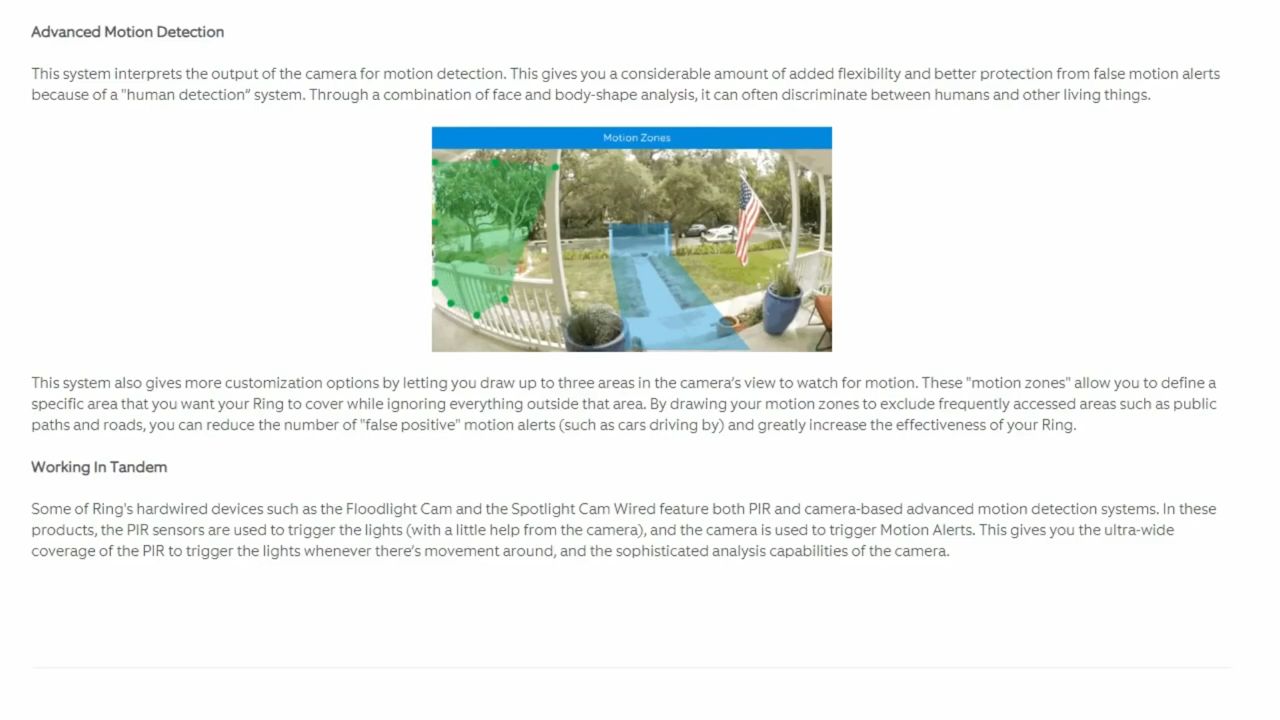 Advanced Motion Detection
This system interprets the output of the camera for motion detection. This gives you a considerable amount of added flexibility and better protection from false motion alerts
because of a "human detection” system. Through a combination of face and body-shape analysis, it can often discriminate between humans and other living things.
Motion Zones
This system also gives more customization options by letting you draw up to three areas in the camera’s view to watch for motion. These "motion zones" allow you to define a
specific area that you want your Ring to cover while ignoring everything outside that area. By drawing your motion zones to exclude frequently accessed areas such as public
paths and roads, you can reduce the number of "false positive" motion alerts (such as cars driving by) and greatly increase the effectiveness of your Ring.
Working In Tandem
Some of Ring's hardwired devices such as the Floodlight Cam and the Spotlight Cam Wired feature both PIR and camera-based advanced motion detection systems. In these
products, the PIR sensors are used to trigger the lights (with a little help from the camera), and the camera is used to trigger Motion Alerts. This gives you the ultra-wide
coverage of the PIR to trigger the lights whenever there’s movement around, and the sophisticated analysis capabilities of the camera.